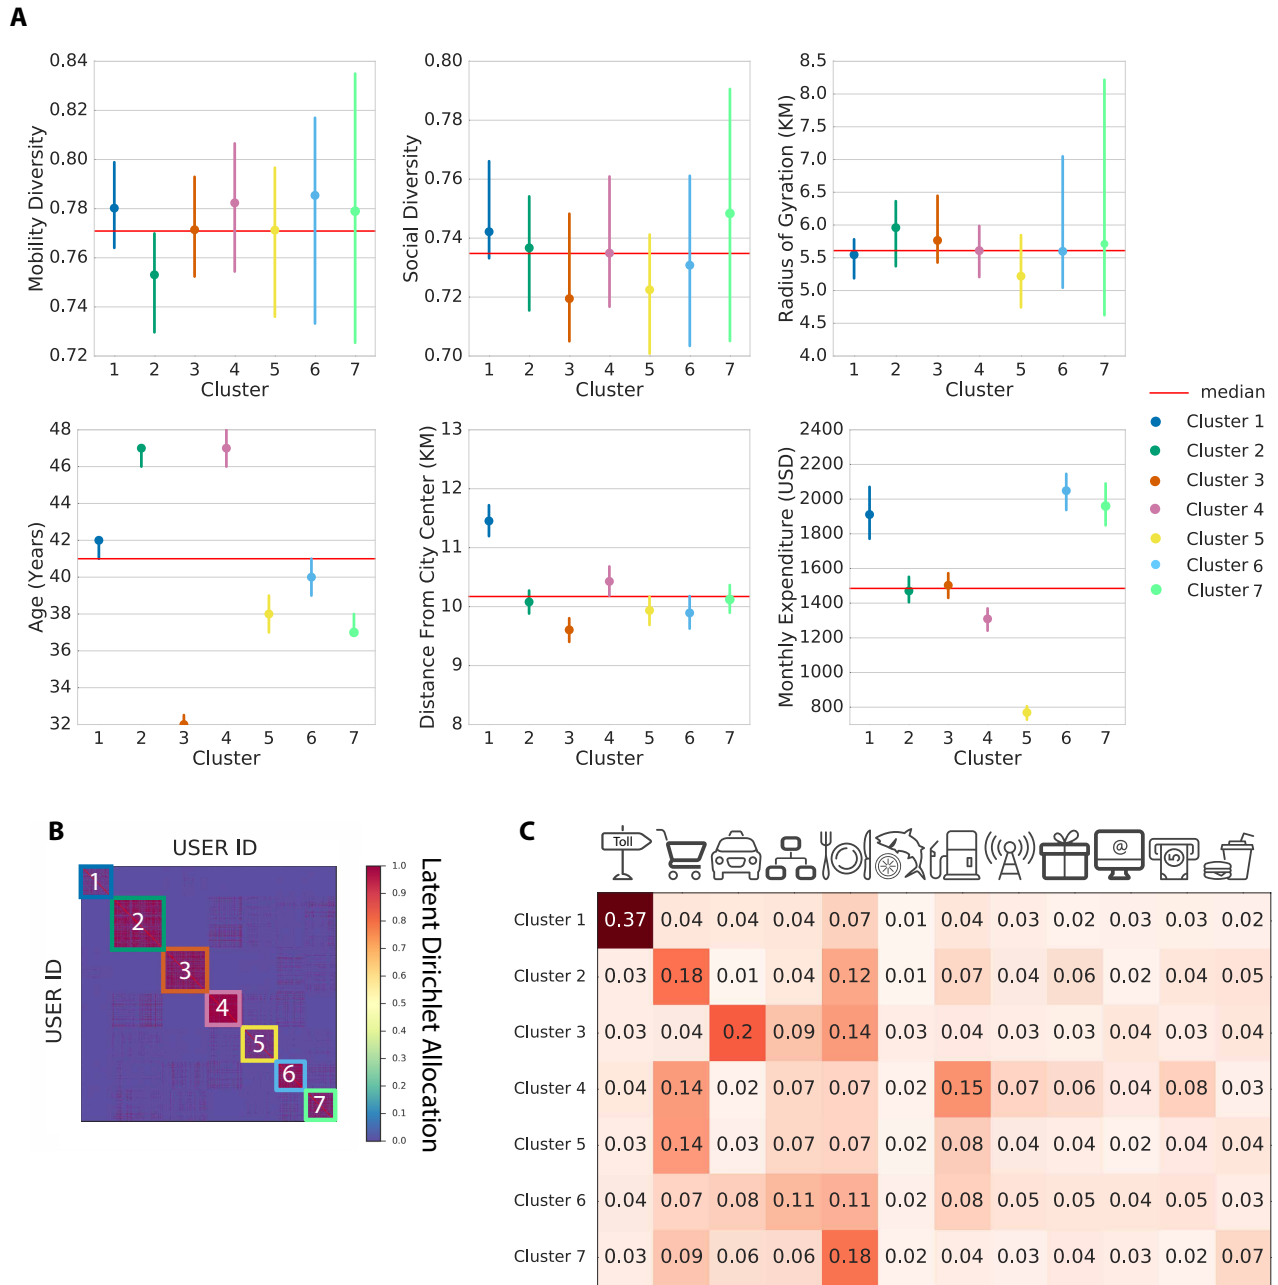 A
Mobility Diversity
0.84
0.82
0.80
0.78
0.76
0.74
0.72
1 2 3 4 5 6 7
Cluster
Social Diversity
0.80
0.78
0.76
0.74
0.72
0.70
1 2 3 4 5 6 7
Cluster
Radius of Gyration (KM)
8.5
8.0
7.5
7.0
6.5
6.0
5.5
5.0
4.5
4.0
1 2 3 4 5 6 7
Cluster
Age (Years)
48
46
44
42
40
38
36
34
32
1 2 3 4 5 6 7
Cluster
Distance From City Center (KM)
13
12
11
10
9
8
1 2 3 4 5 6 7
Cluster
Monthly Expenditure (USD)
2400
2200
2000
1800
1600
1400
1200
1000
800
1 2 3 4 5 6 7
Cluster
median
Cluster 1
Cluster 2
Cluster 3
Cluster 4
Cluster 5
Cluster 6
Cluster 7
B
USER ID
USER ID
1
2
3
4
5
6
7
1.0
0.9
0.8
0.7
0.6
0.5
0.4
0.3
0.2
0.1
0.0
Latent Dirichlet Allocation
C
Toll
@
Cluster 1 0.37 0.04 0.04 0.04 0.07 0.01 0.04 0.03 0.02 0.03 0.03 0.02
Cluster 2 0.03 0.18 0.01 0.04 0.12 0.01 0.07 0.04 0.06 0.02 0.04 0.05
Cluster 3 0.03 0.04 0.2 0.09 0.14 0.03 0.04 0.03 0.03 0.04 0.03 0.04
Cluster 4 0.04 0.14 0.02 0.07 0.07 0.02 0.15 0.07 0.06 0.04 0.08 0.03
Cluster 5 0.03 0.14 0.03 0.07 0.07 0.02 0.08 0.04 0.04 0.02 0.04 0.04
Cluster 6 0.04 0.07 0.08 0.11 0.11 0.02 0.08 0.05 0.05 0.04 0.05 0.03
Cluster 7 0.03 0.09 0.06 0.06 0.18 0.02 0.04 0.03 0.04 0.03 0.02 0.07